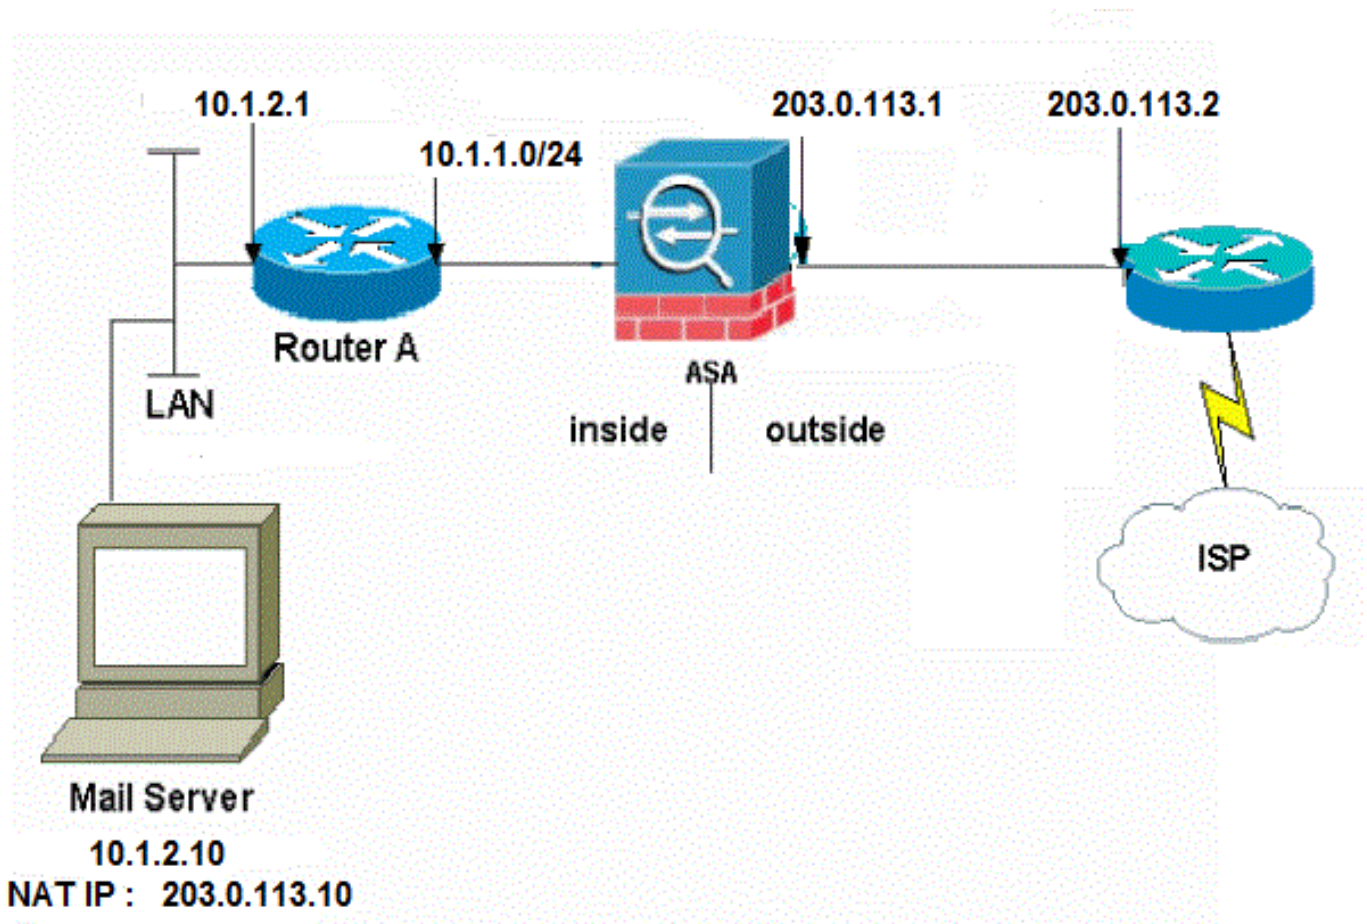 10.1.2.1
203.0.113.1
203.0.113.2
10.1.1.0/24
Router A
ASA
LAN
inside
outside
ISP
Mail Server
10.1.2.10
NAT IP : 203.0.113.10